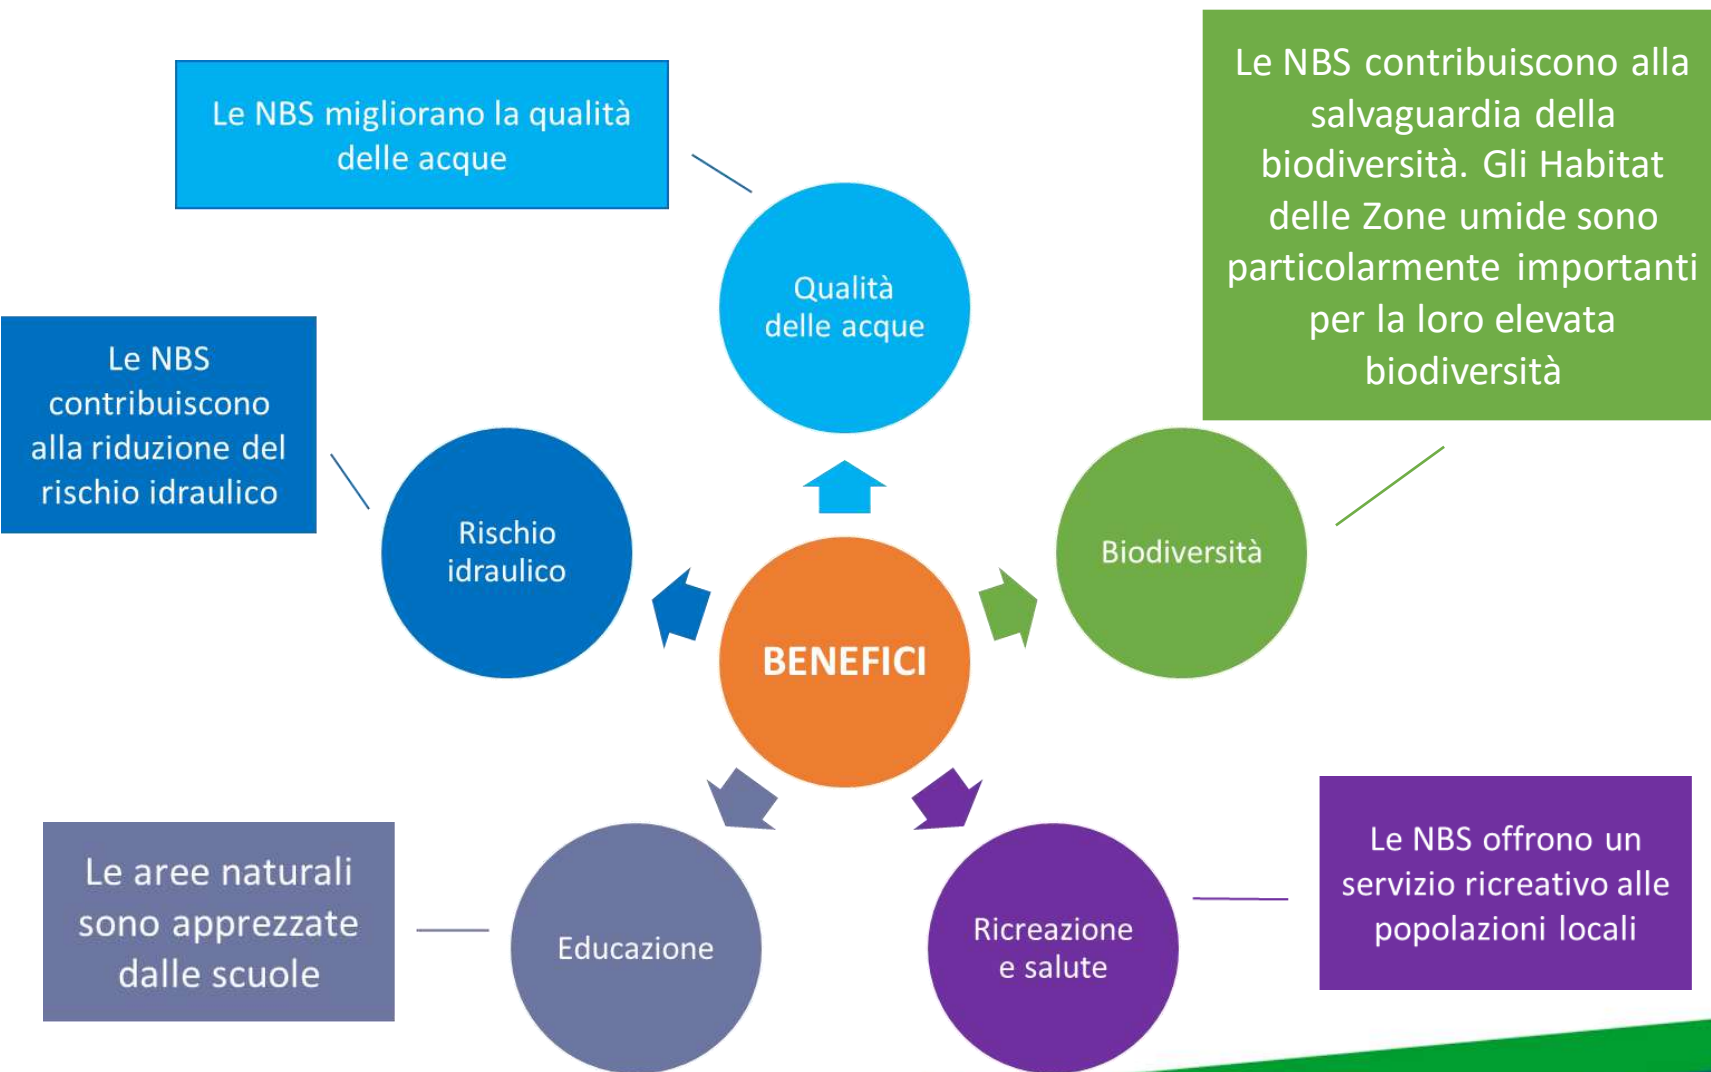 Le NBS migliorano la qualità
delle acque
Le NBS contribuiscono alla
salvaguardia della
biodiversità. Gli Habitat
delle Zone umide sono
particolarmente importanti
per la loro elevata
biodiversità
Qualità
delle acque
Le NBS
contribuiscono
alla riduzione del
rischio idraulico
Rischio
idraulico
Biodiversità
BENEFICI
Le aree naturali
sono apprezzate
dalle scuole
Educazione
Ricreazione
e salute
Le NBS offrono un
servizio ricreativo alle
popolazioni locali